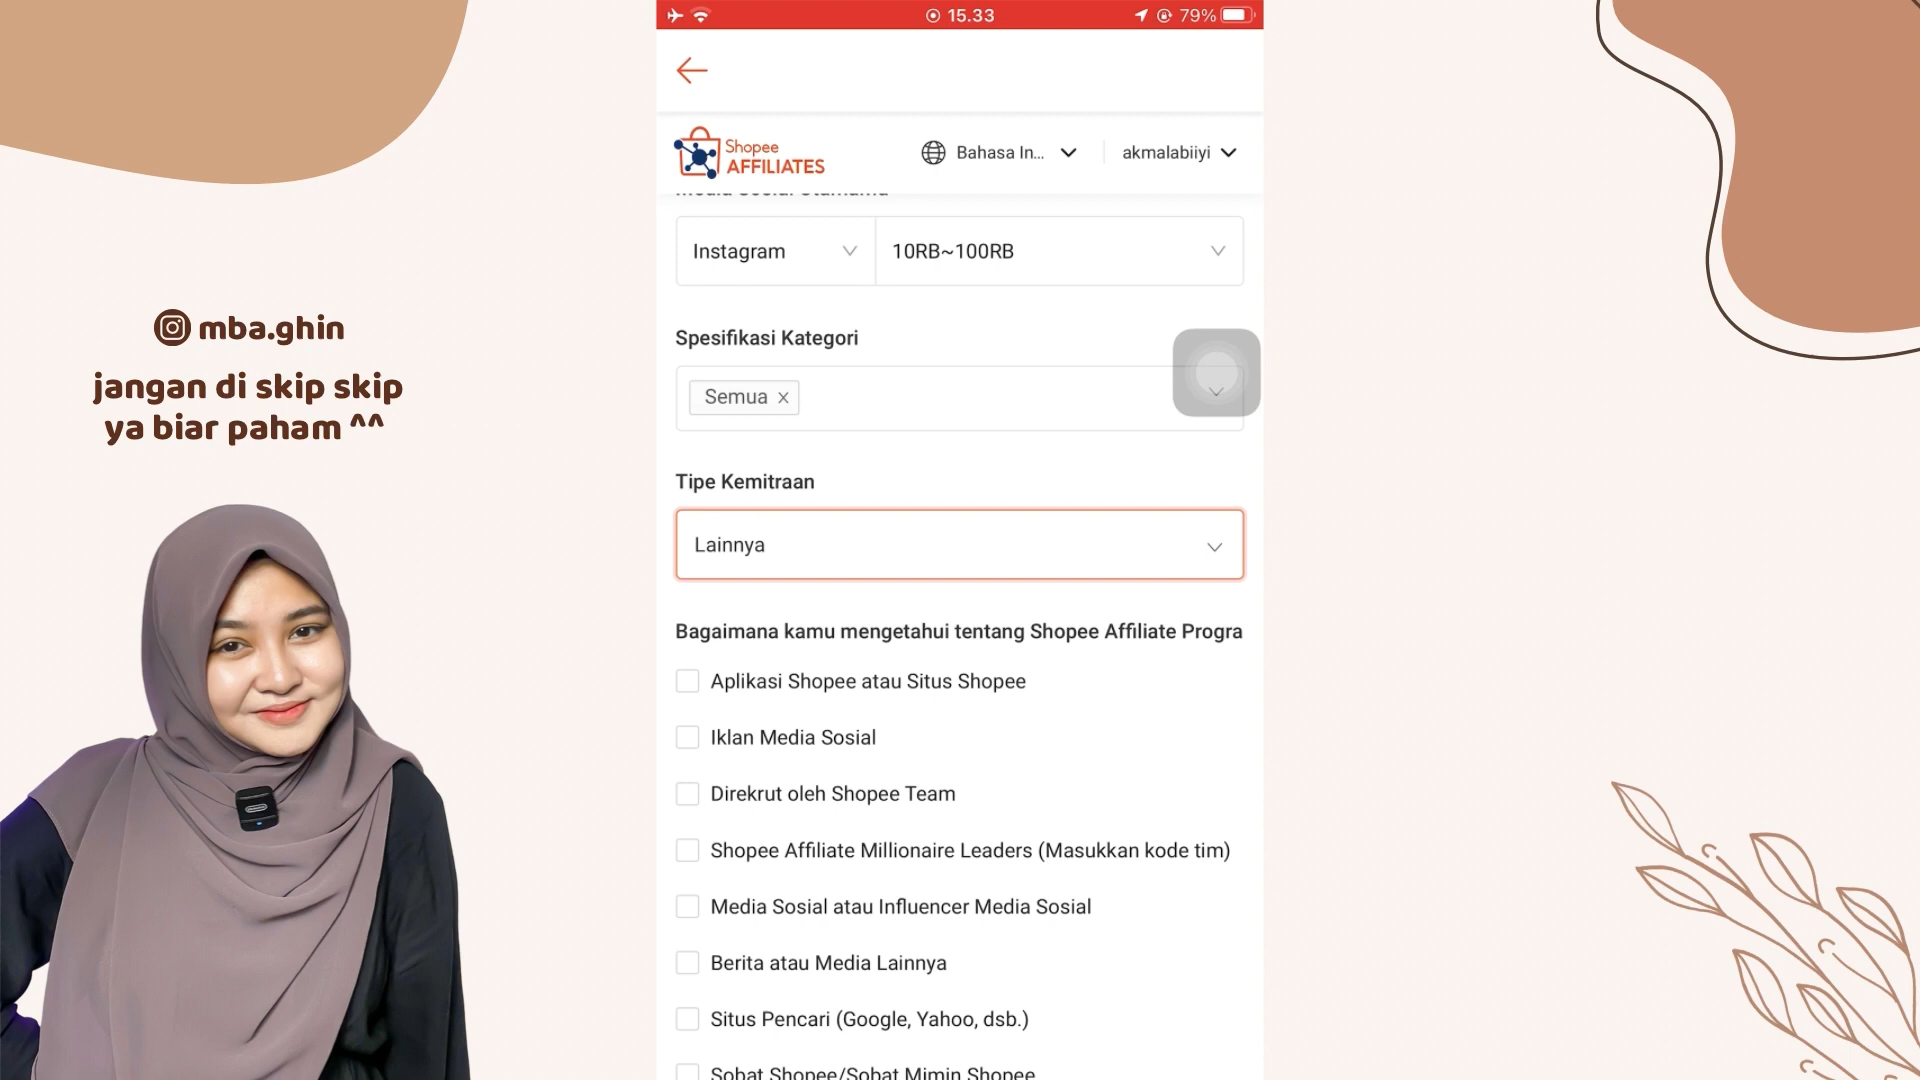 15.33
79%
Shopee
AFFILIATES
Bahasa In...
akmalabiiyi
Instagram
10RB~100RB
mba.ghin
jangan di skip skip
ya biar paham ^^
Spesifikasi Kategori
Semua x
Tipe Kemitraan
Lainnya
Bagaimana kamu mengetahui tentang Shopee Affiliate Progra
Aplikasi Shopee atau Situs Shopee
Iklan Media Sosial
Direkrut oleh Shopee Team
Shopee Affiliate Millionaire Leaders (Masukkan kode tim)
Media Sosial atau Influencer Media Sosial
Berita atau Media Lainnya
Situs Pencari (Google, Yahoo, dsb.)
Sobat Shopee/Sobat Mimin Shopee